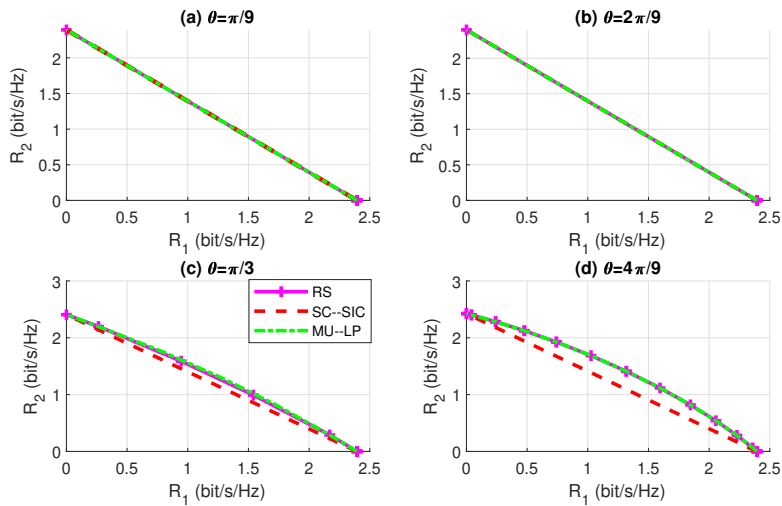 (a) θ=π/9
R2 (bit/s/Hz)
2
1.5
1
0.5
0
0 0.5 1 1.5 2 2.5
R1 (bit/s/Hz)
(b) θ=2π/9
R2 (bit/s/Hz)
2
1.5
1
0.5
0
0 0.5 1 1.5 2 2.5
R1 (bit/s/Hz)
(c) θ=π/3
R2 (bit/s/Hz)
3
2
1
0
0 0.5 1 1.5 2 2.5
R1 (bit/s/Hz)
RS
SC--SIC
MU--LP
(d) θ=4π/9
R2 (bit/s/Hz)
3
2
1
0
0 0.5 1 1.5 2 2.5
R1 (bit/s/Hz)